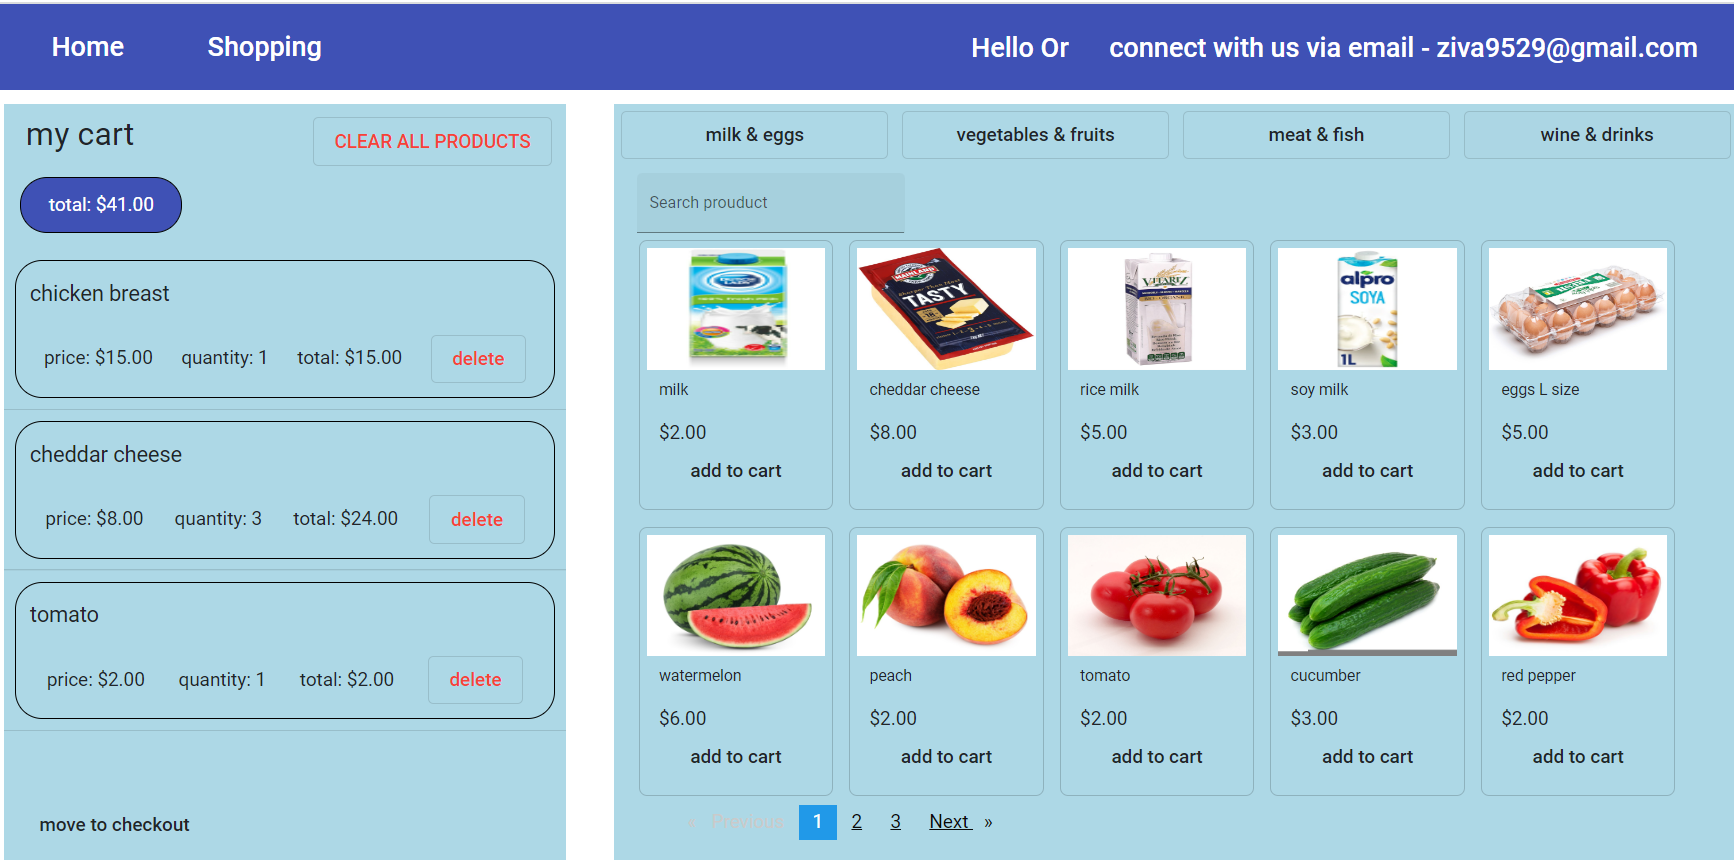 Home Shopping Hello Or connect with us via email - ziva9529@gmail.com
my cart
CLEAR ALL PRODUCTS
total: $41.00
chicken breast
price: $15.00 quantity: 1 total: $15.00 delete
cheddar cheese
price: $8.00 quantity: 3 total: $24.00 delete
tomato
price: $2.00 quantity: 1 total: $2.00 delete
move to checkout
milk & eggs vegetables & fruits meat & fish wine & drinks
Search prouduct
MAINLAND
TASTY
VITARIZ
alpro
SOYA
1L
milk cheddar cheese rice milk soy milk eggs L size
$2.00 $8.00 $5.00 $3.00 $5.00
add to cart add to cart add to cart add to cart add to cart
watermelon peach tomato cucumber red pepper
$6.00 $2.00 $2.00 $3.00 $2.00
add to cart add to cart add to cart add to cart add to cart
« Previous 1 2 3 Next »